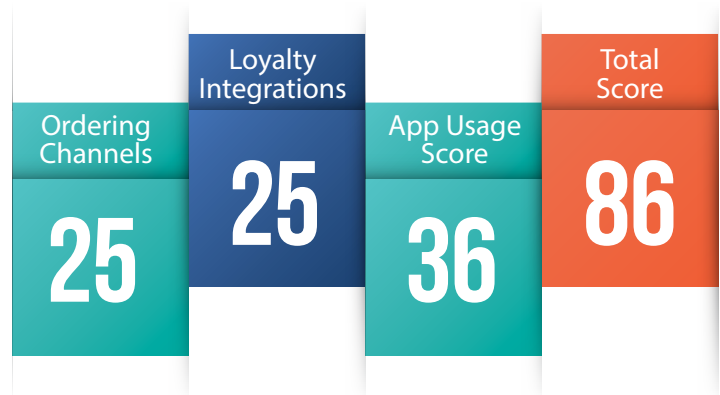 Ordering
Channels
25
Loyalty
Integrations
25
App Usage
Score
36
Total
Score
86